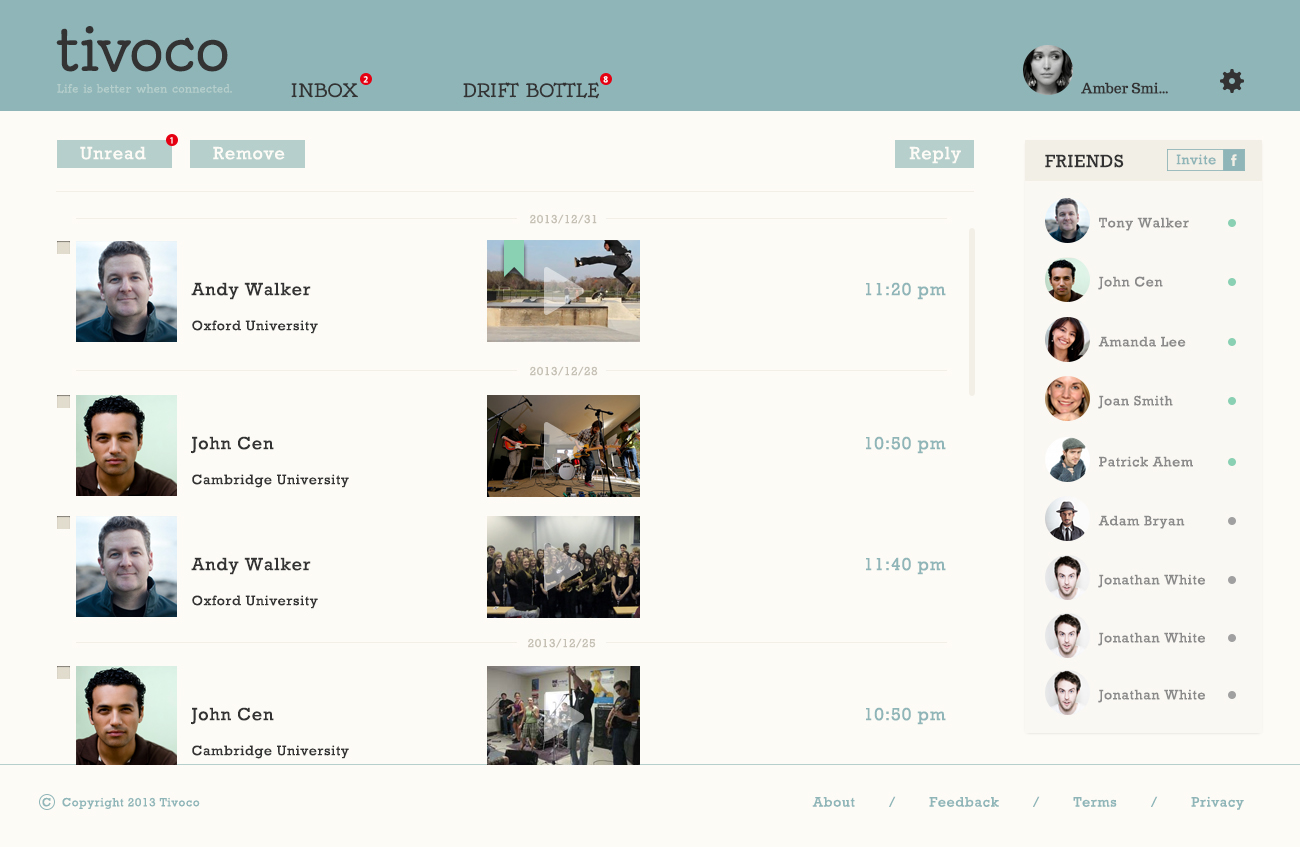 tivoco
Life is better when connected.
INBOX 2
DRIFT BOTTLE 8
Amber Smi...
Unread 1
Remove
Reply
2013/12/31
Andy Walker
Oxford University
11:20 pm
2013/12/28
John Cen
Cambridge University
10:50 pm
Andy Walker
Oxford University
11:40 pm
2013/12/25
John Cen
Cambridge University
10:50 pm
FRIENDS
Invite f
Tony Walker
John Cen
Amanda Lee
Joan Smith
Patrick Ahem
Adam Bryan
Jonathan White
Jonathan White
Jonathan White
© Copyright 2013 Tivoco
About / Feedback / Terms / Privacy